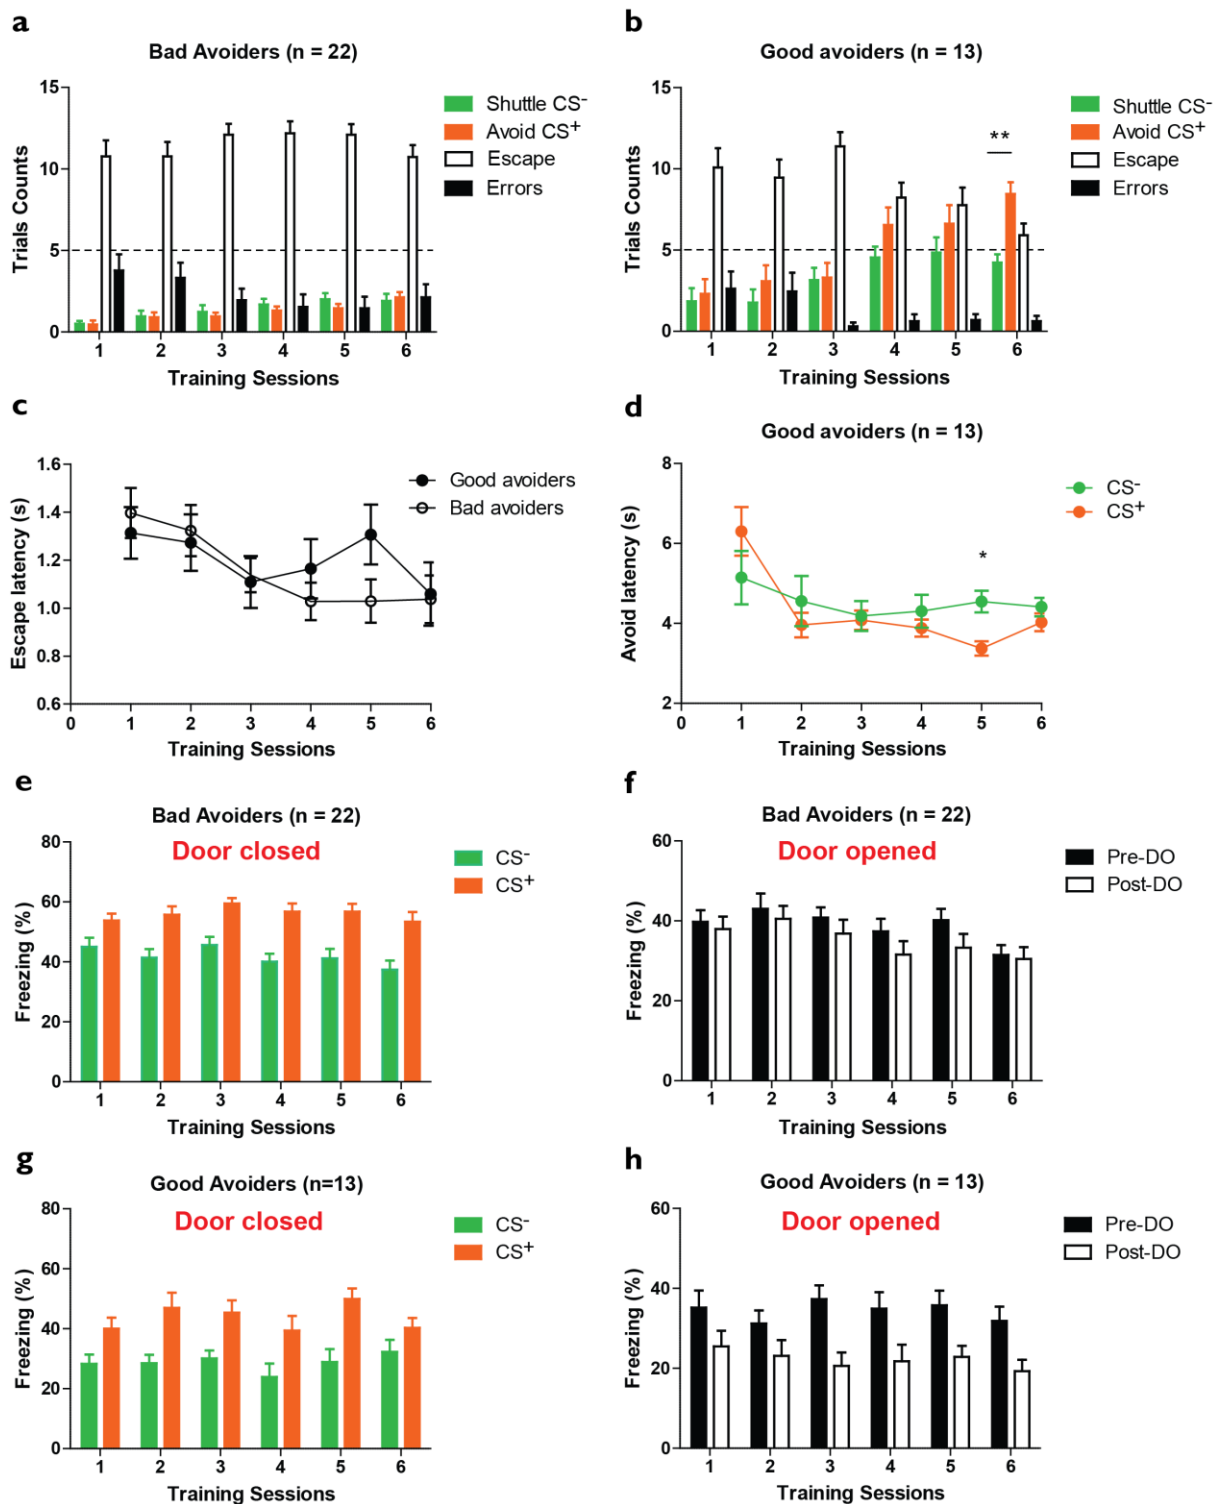 a
Bad Avoiders (n = 22)
15
10
5
0
Trials Counts
1 2 3 4 5 6
Training Sessions
Shuttle CS-
Avoid CS+
Escape
Errors
b
Good avoiders (n = 13)
15
10
5
0
Trials Counts
**
1 2 3 4 5 6
Training Sessions
Shuttle CS-
Avoid CS+
Escape
Errors
c
1.6
1.4
1.2
1.0
0.8
0.6
Escape latency (s)
0 1 2 3 4 5 6
Training Sessions
Good avoiders
Bad avoiders
d
Good avoiders (n = 13)
8
6
4
2
Avoid latency (s)
*
0 1 2 3 4 5 6
Training Sessions
CS-
CS+
e
Bad Avoiders (n = 22)
Door closed
80
60
40
20
0
Freezing (%)
1 2 3 4 5 6
Training Sessions
CS-
CS+
f
Bad Avoiders (n = 22)
Door opened
60
40
20
0
Freezing (%)
1 2 3 4 5 6
Training Sessions
Pre-DO
Post-DO
g
Good Avoiders (n=13)
Door closed
80
60
40
20
0
Freezing (%)
1 2 3 4 5 6
Training Sessions
CS-
CS+
h
Good Avoiders (n = 13)
Door opened
60
40
20
0
Freezing (%)
1 2 3 4 5 6
Training Sessions
Pre-DO
Post-DO